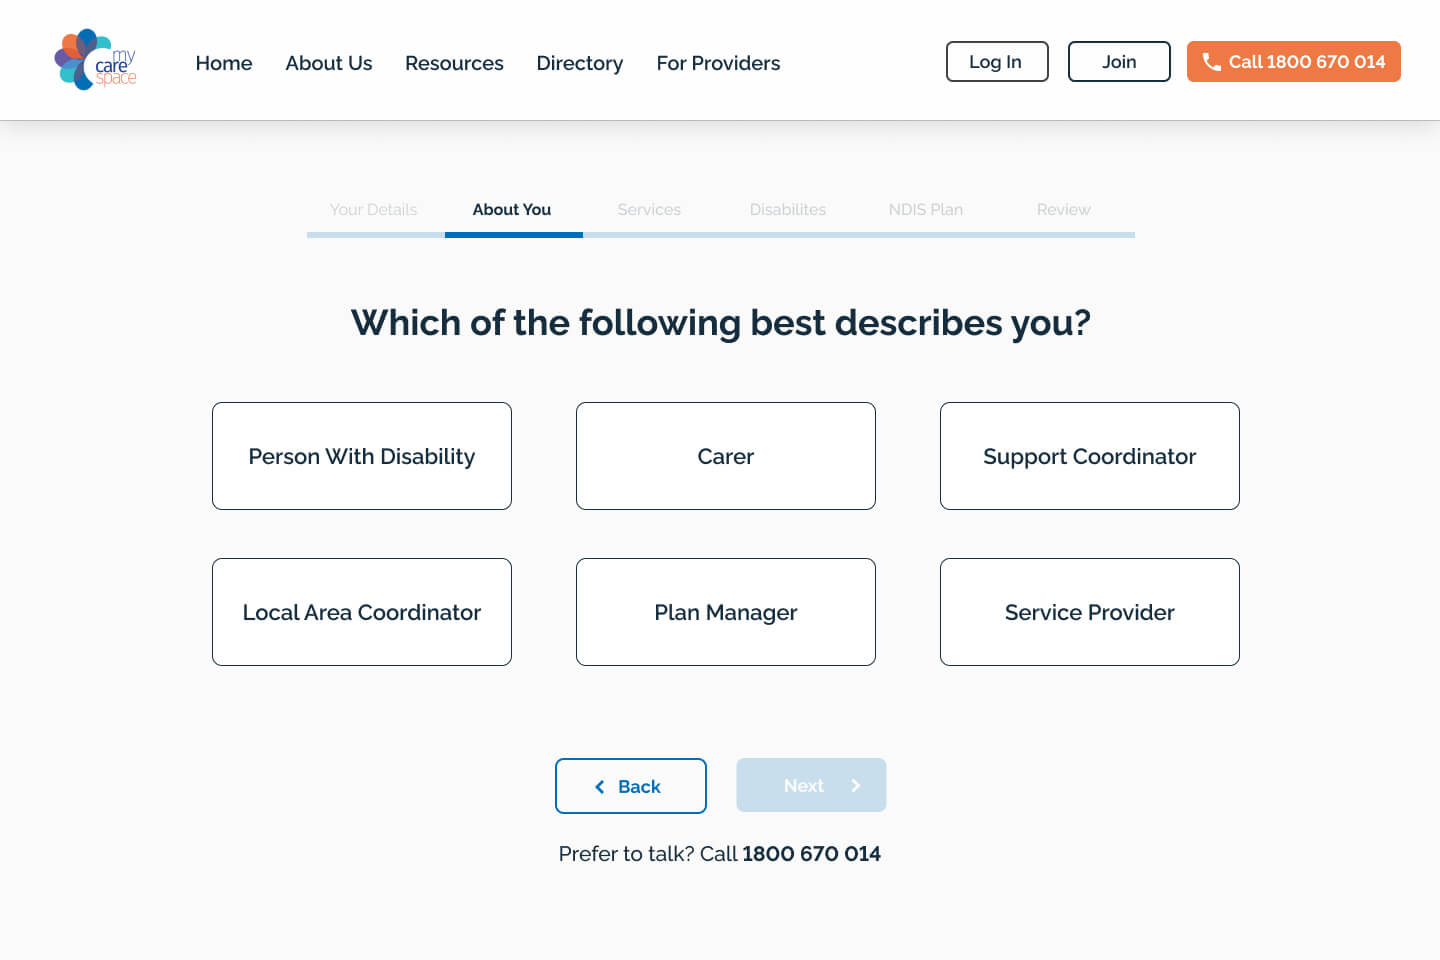 my
care
space
Home About Us Resources Directory For Providers Log In Join Call 1800 670 014
Your Details About You Services Disabilites NDIS Plan Review
Which of the following best describes you?
Person With Disability Carer Support Coordinator
Local Area Coordinator Plan Manager Service Provider
Back Next
Prefer to talk? Call 1800 670 014